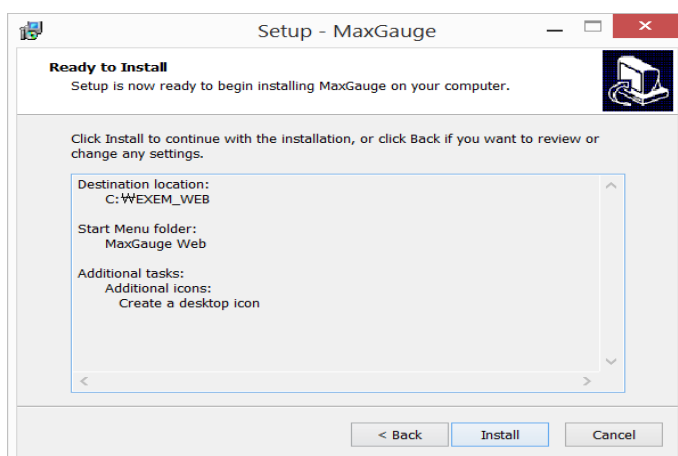 Setup - MaxGauge
Ready to Install
Setup is now ready to begin installing MaxGauge on your computer.
Click Install to continue with the installation, or click Back if you want to review or
change any settings.
Destination location:
C:₩EXEM_WEB
Start Menu folder:
MaxGauge Web
Additional tasks:
Additional icons:
Create a desktop icon
< Back
Install
Cancel